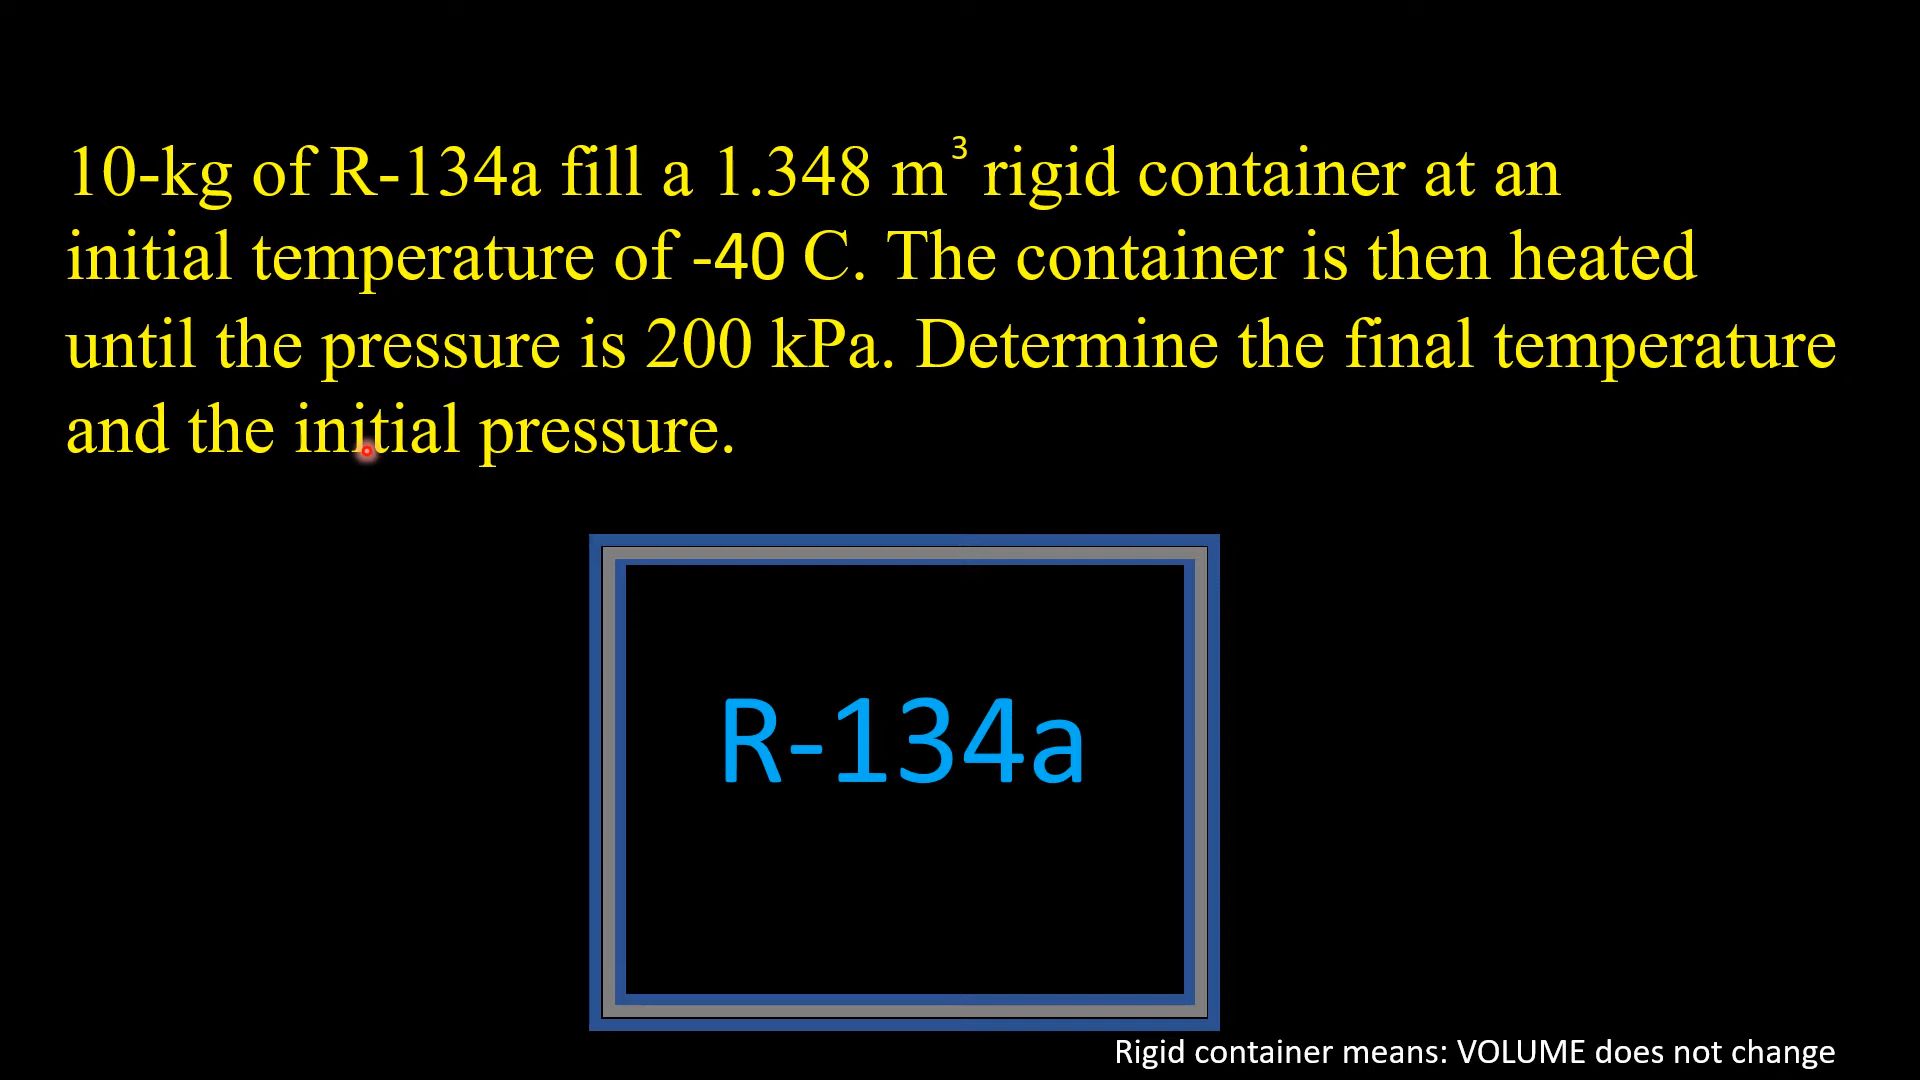 10-kg of R-134a fill a 1.348 m³ rigid container at an
initial temperature of -40 C. The container is then heated
until the pressure is 200 kPa. Determine the final temperature
and the initial pressure.
R-134a
Rigid container means: VOLUME does not change